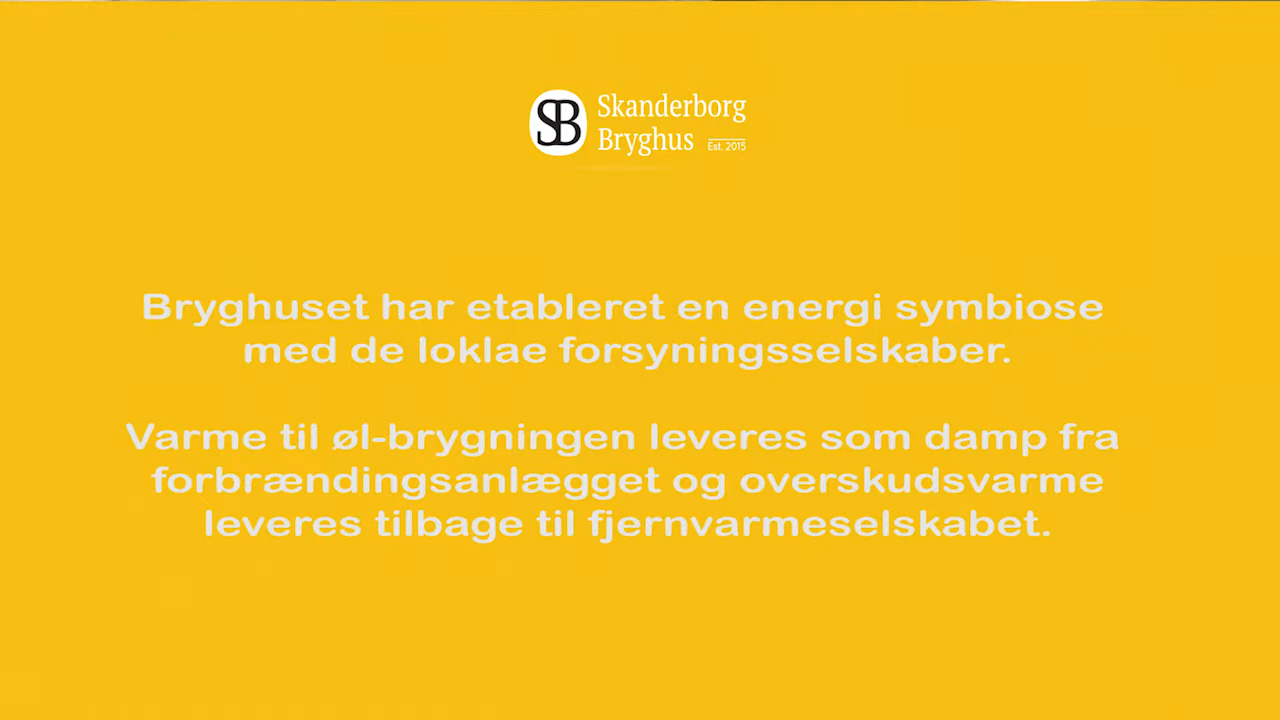 SB
Skanderborg
Bryghus Est. 2015
Bryghuset har etableret en energi symbiose
med de loklae forsyningsselskaber.
Varme til øl-brygningen leveres som damp fra
forbrændingsanlægget og overskudsvarme
leveres tilbage til fjernvarmeselskabet.